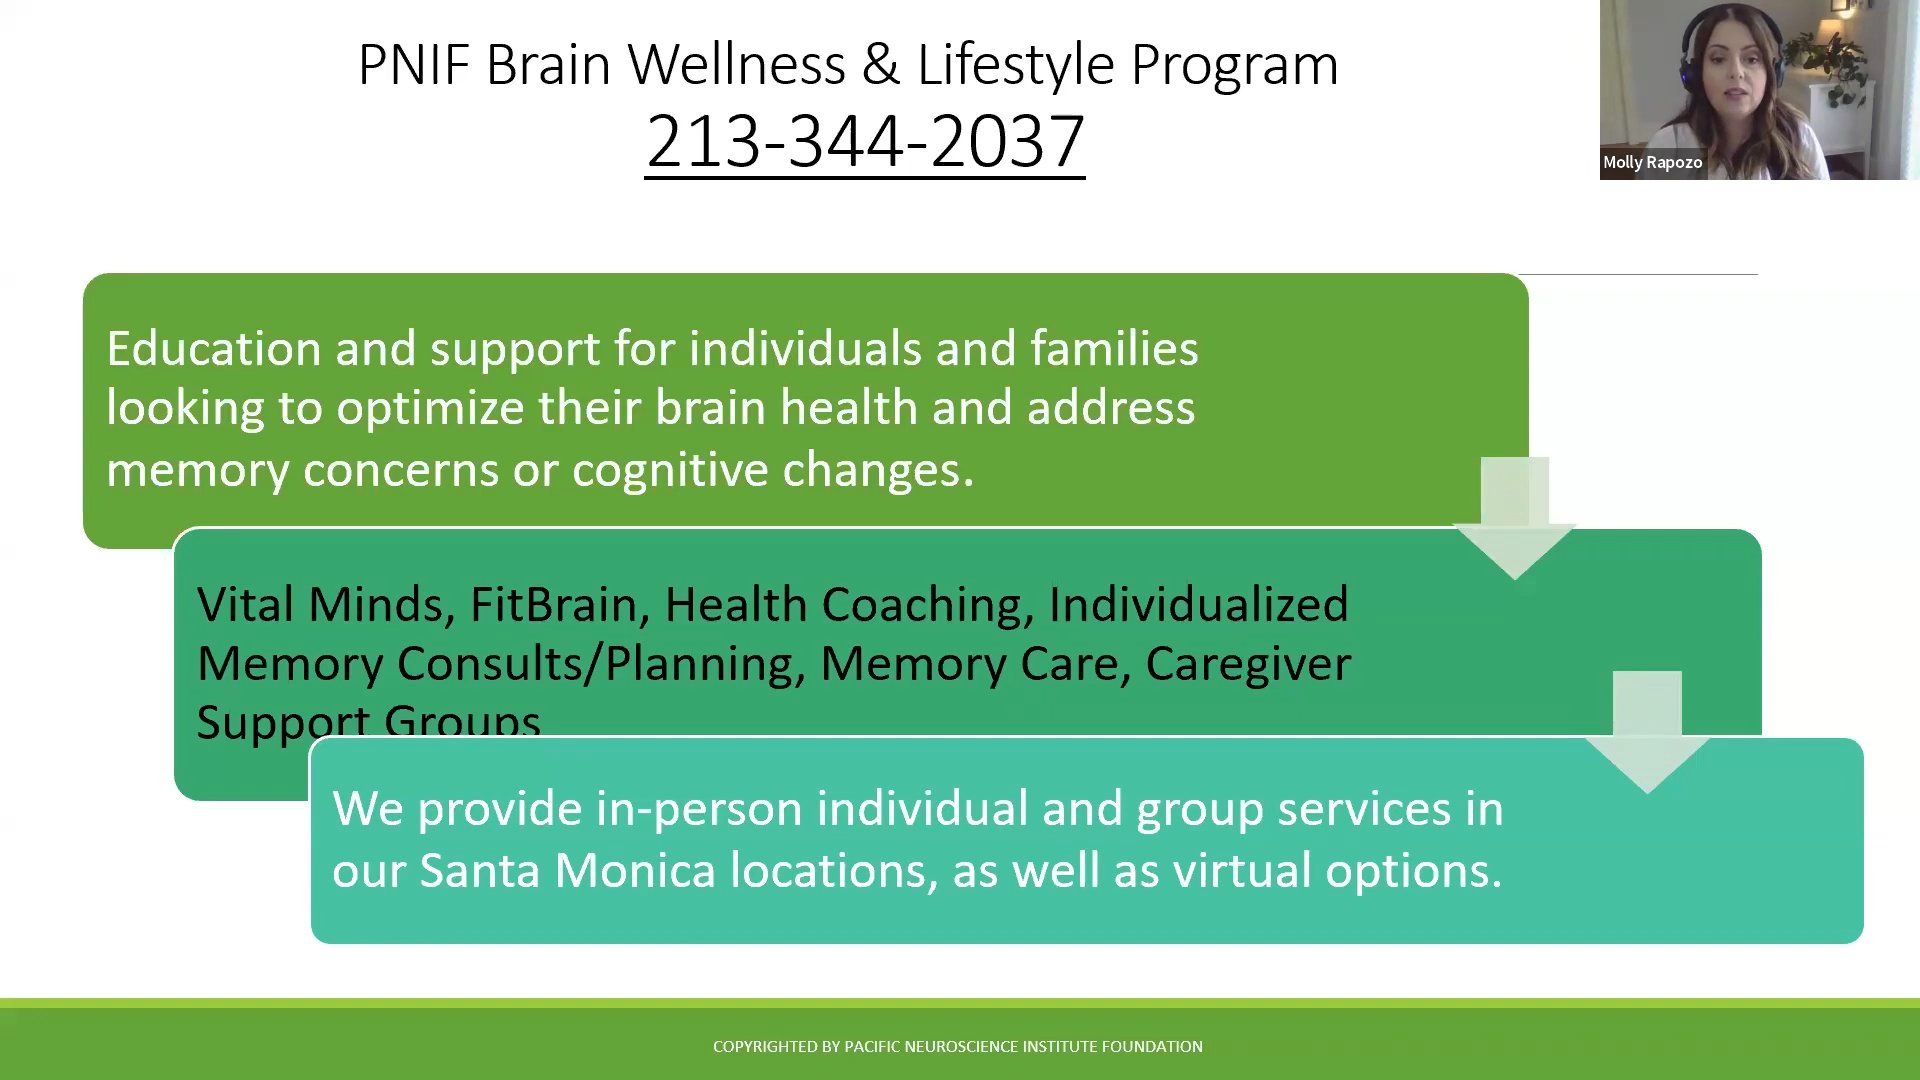 PNIF Brain Wellness & Lifestyle Program
213-344-2037
Molly Rapozo
Education and support for individuals and families
looking to optimize their brain health and address
memory concerns or cognitive changes.
Vital Minds, FitBrain, Health Coaching, Individualized
Memory Consults/Planning, Memory Care, Caregiver
Support Groups
We provide in-person individual and group services in
our Santa Monica locations, as well as virtual options.
COPYRIGHTED BY PACIFIC NEUROSCIENCE INSTITUTE FOUNDATION